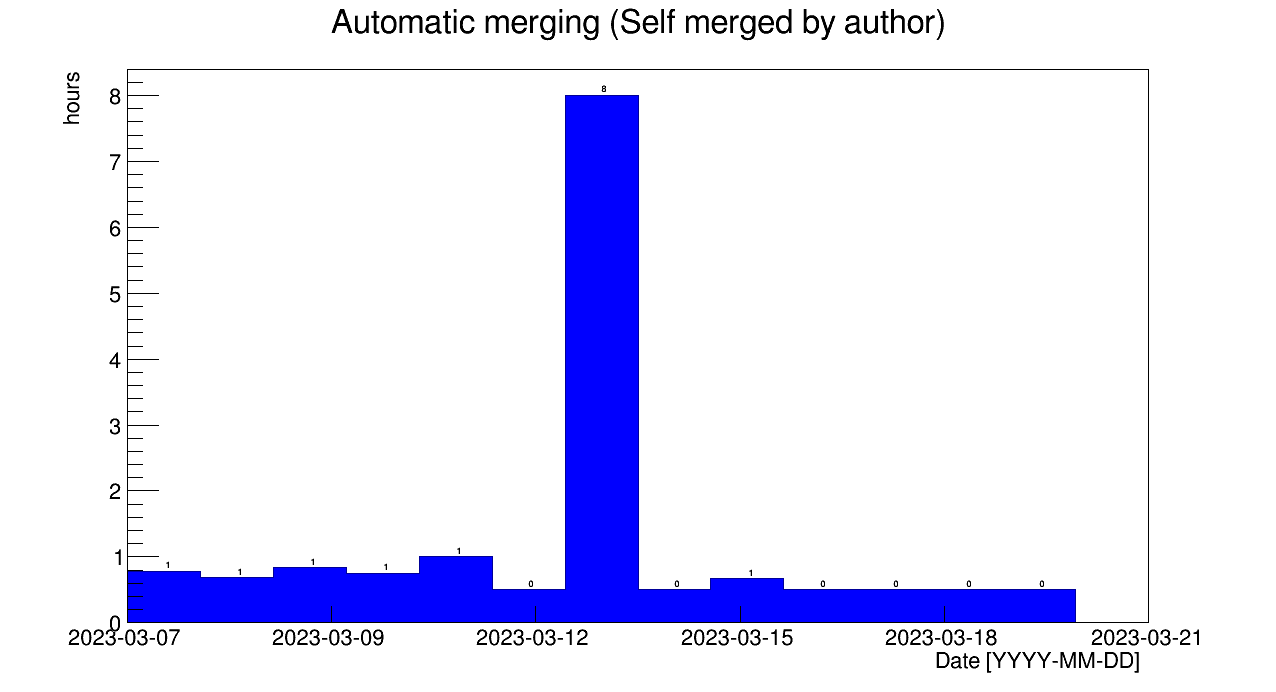 Automatic merging (Self merged by author)
hours
8
7
6
5
4
3
2
1
0
1 1 1 1 1 0 8 0 1 0 0 0 0
2023-03-07 2023-03-09 2023-03-12 2023-03-15 2023-03-18 2023-03-21
Date [YYYY-MM-DD]